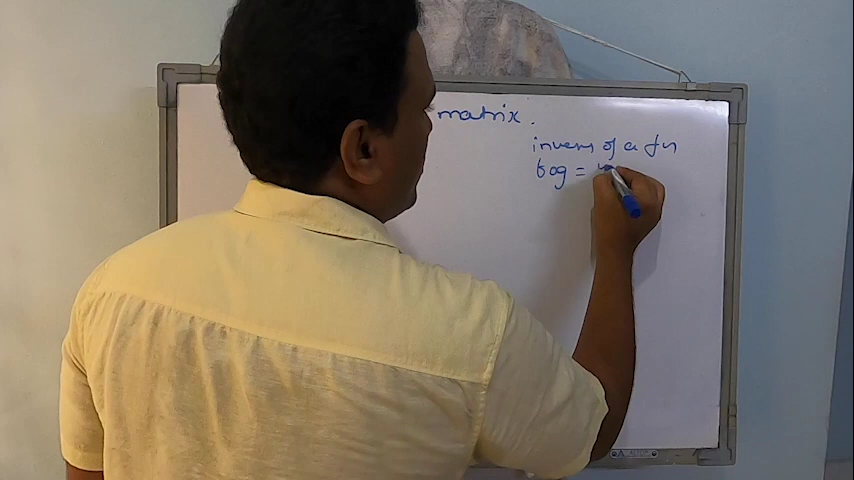 matrix.
invers of a fn
fog =